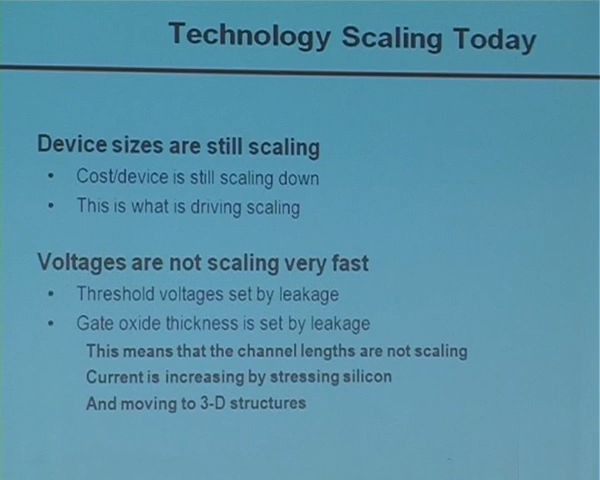 Technology Scaling Today
Device sizes are still scaling
• Cost/device is still scaling down
• This is what is driving scaling
Voltages are not scaling very fast
• Threshold voltages set by leakage
• Gate oxide thickness is set by leakage
This means that the channel lengths are not scaling
Current is increasing by stressing silicon
And moving to 3-D structures